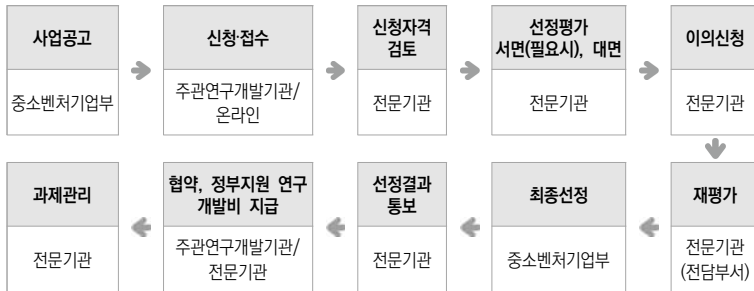 사업공고
중소벤처기업부
신청·접수
주관연구개발기관/
온라인
신청자격
검토
전문기관
선정평가
서면(필요시), 대면
전문기관
이의신청
전문기관
재평가
전문기관
(전담부서)
최종선정
중소벤처기업부
선정결과
통보
전문기관
협약, 정부지원 연구
개발비 지급
주관연구개발기관/
전문기관
과제관리
전문기관